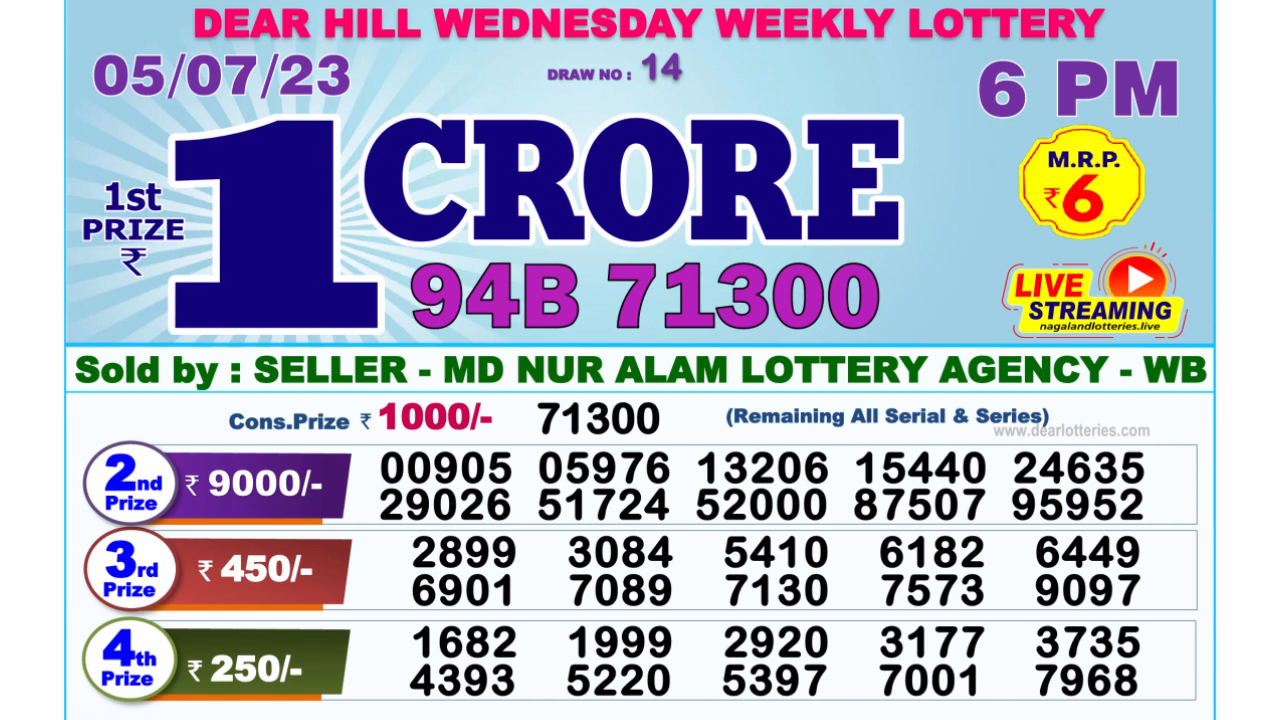 DEAR HILL WEDNESDAY WEEKLY LOTTERY
05/07/23 DRAW NO : 14 6 PM
1st PRIZE ₹ 1 CRORE
M.R.P.
₹6
94B 71300
LIVE
STREAMING
nagalandlotteries.live
Sold by : SELLER - MD NUR ALAM LOTTERY AGENCY - WB
Cons.Prize ₹ 1000/- 71300 (Remaining All Serial & Series)
www.dearlotteries.com
2nd Prize ₹ 9000/-
00905 05976 13206 15440 24635
29026 51724 52000 87507 95952
3rd Prize ₹ 450/-
2899 3084 5410 6182 6449
6901 7089 7130 7573 9097
4th Prize ₹ 250/-
1682 1999 2920 3177 3735
4393 5220 5397 7001 7968